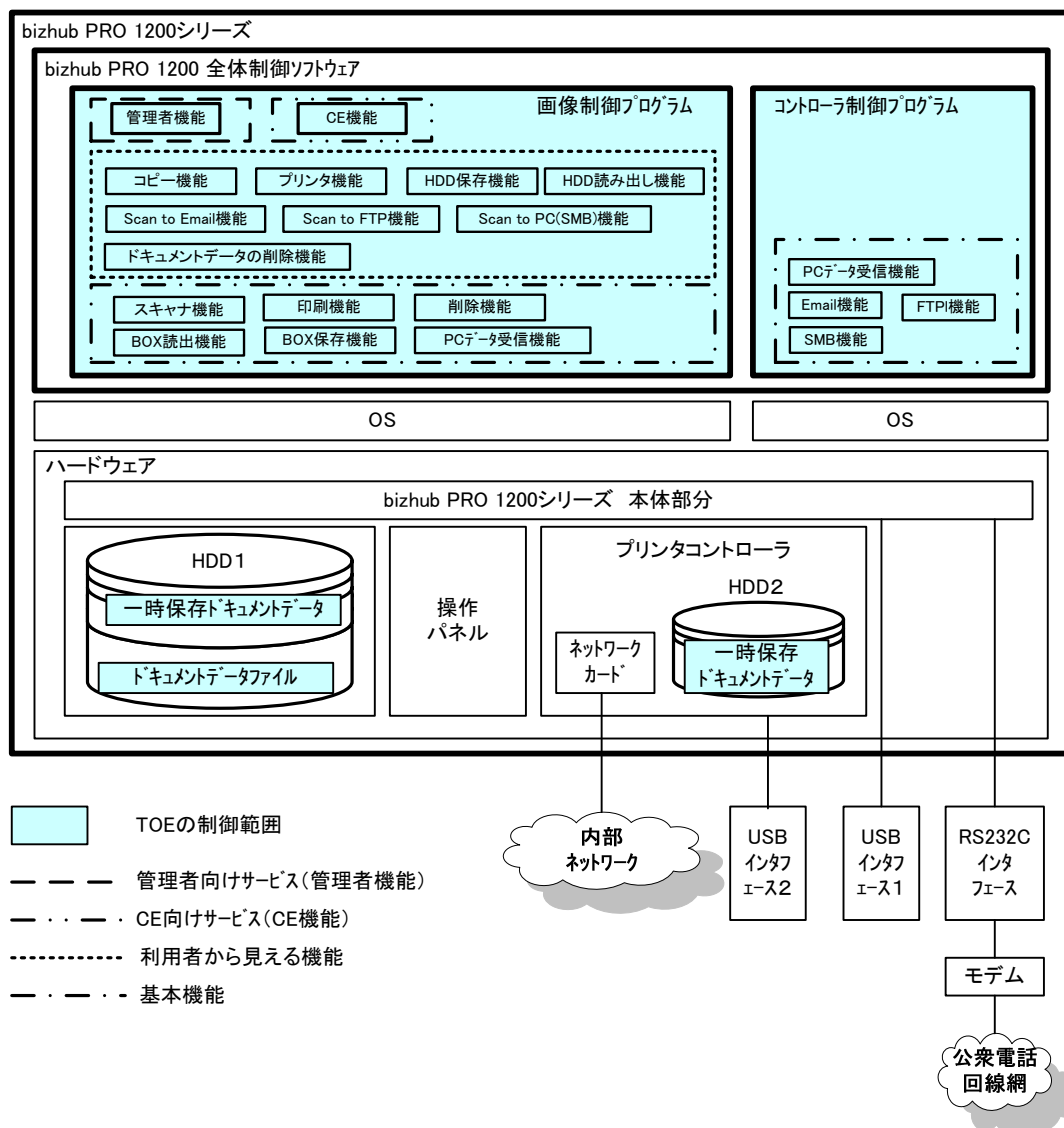 bizhub PRO 1200シリーズ
bizhub PRO 1200 全体制御ソフトウェア
画像制御プログラム
管理者機能
CE機能
コピー機能
プリンタ機能
HDD保存機能
HDD読み出し機能
Scan to Email機能
Scan to FTP機能
Scan to PC(SMB)機能
ドキュメントデータの削除機能
スキャナ機能
印刷機能
削除機能
BOX読出機能
BOX保存機能
PCデータ受信機能
コントローラ制御プログラム
PCデータ受信機能
Email機能
FTPI機能
SMB機能
OS
OS
ハードウェア
bizhub PRO 1200シリーズ 本体部分
HDD1
一時保存ドキュメントデータ
ドキュメントデータファイル
操作
パネル
プリンタコントローラ
HDD2
ネットワーク
カード
一時保存
ドキュメントデータ
内部
ネットワーク
USB
インタフ
ェース2
USB
インタフ
ェース1
RS232C
インタ
フェース
モデム
公衆電話
回線網
TOEの制御範囲
管理者向けサービス(管理者機能)
CE向けサービス(CE機能)
利用者から見える機能
基本機能